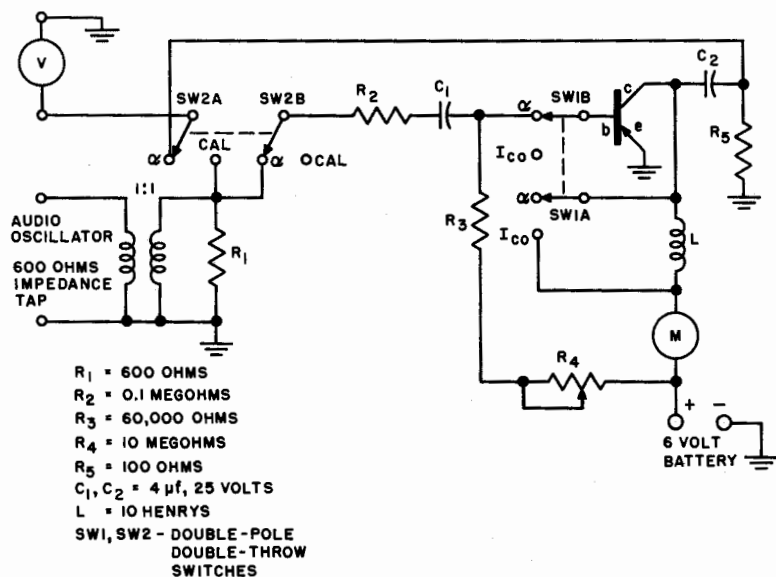 V
SW2A
SW2B
R2
C1
α
SW1B
c
b
e
C2
R5
α
CAL
α
CAL
ICO
α
SW1A
ICO
1:1
AUDIO
OSCILLATOR
600 OHMS
IMPEDANCE
TAP
R1
R3
L
M
R4
+
-
6 VOLT
BATTERY
R1 = 600 OHMS
R2 = 0.1 MEGOHMS
R3 = 60,000 OHMS
R4 = 10 MEGOHMS
R5 = 100 OHMS
C1, C2 = 4 µf, 25 VOLTS
L = 10 HENRYS
SW1, SW2 - DOUBLE-POLE
DOUBLE-THROW
SWITCHES